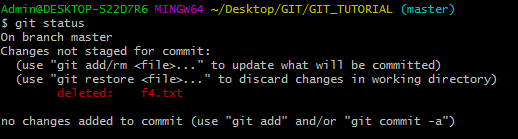 Admin@DESKTOP-S22D7R6 MINGW64 ~/Desktop/GIT/GIT_TUTORIAL (master)
$ git status
On branch master
Changes not staged for commit:
  (use "git add/rm <file>..." to update what will be committed)
  (use "git restore <file>..." to discard changes in working directory)
        deleted:    f4.txt

no changes added to commit (use "git add" and/or "git commit -a")